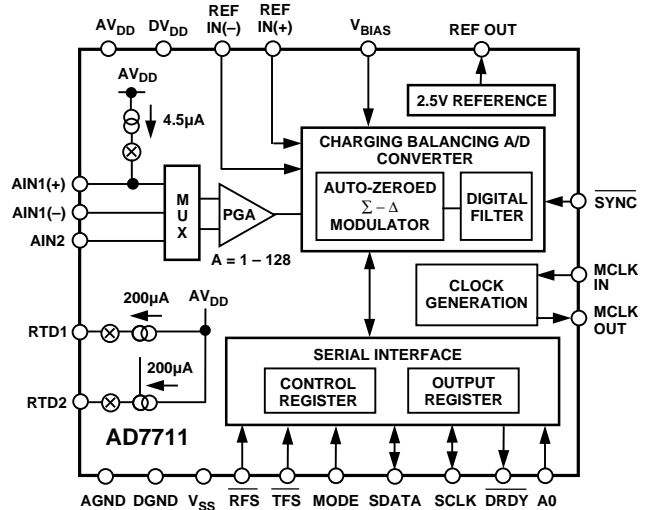 AVDD DVDD REF IN(–) REF IN(+) VBIAS REF OUT
AVDD
4.5µA
2.5V REFERENCE
CHARGING BALANCING A/D
CONVERTER
AUTO-ZEROED
Σ – Δ
MODULATOR
DIGITAL
FILTER
AIN1(+)
AIN1(–)
AIN2
MUX
PGA
A = 1 – 128
SYNC
CLOCK
GENERATION
MCLK
IN
MCLK
OUT
AVDD
200µA
RTD1
200µA
RTD2
SERIAL INTERFACE
CONTROL
REGISTER
OUTPUT
REGISTER
AD7711
AGND DGND VSS RFS TFS MODE SDATA SCLK DRDY A0